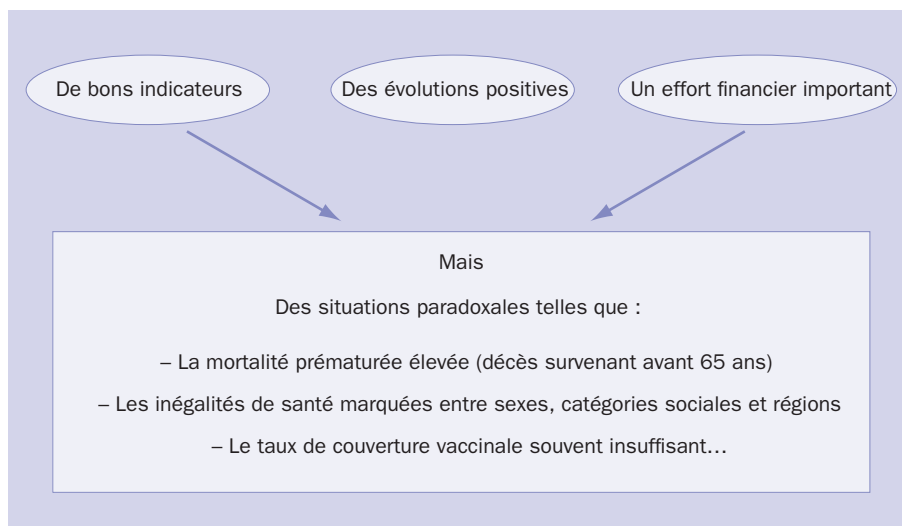 De bons indicateurs
Des évolutions positives
Un effort financier important
Mais
Des situations paradoxales telles que :
– La mortalité prématurée élevée (décès survenant avant 65 ans)
– Les inégalités de santé marquées entre sexes, catégories sociales et régions
– Le taux de couverture vaccinale souvent insuffisant…